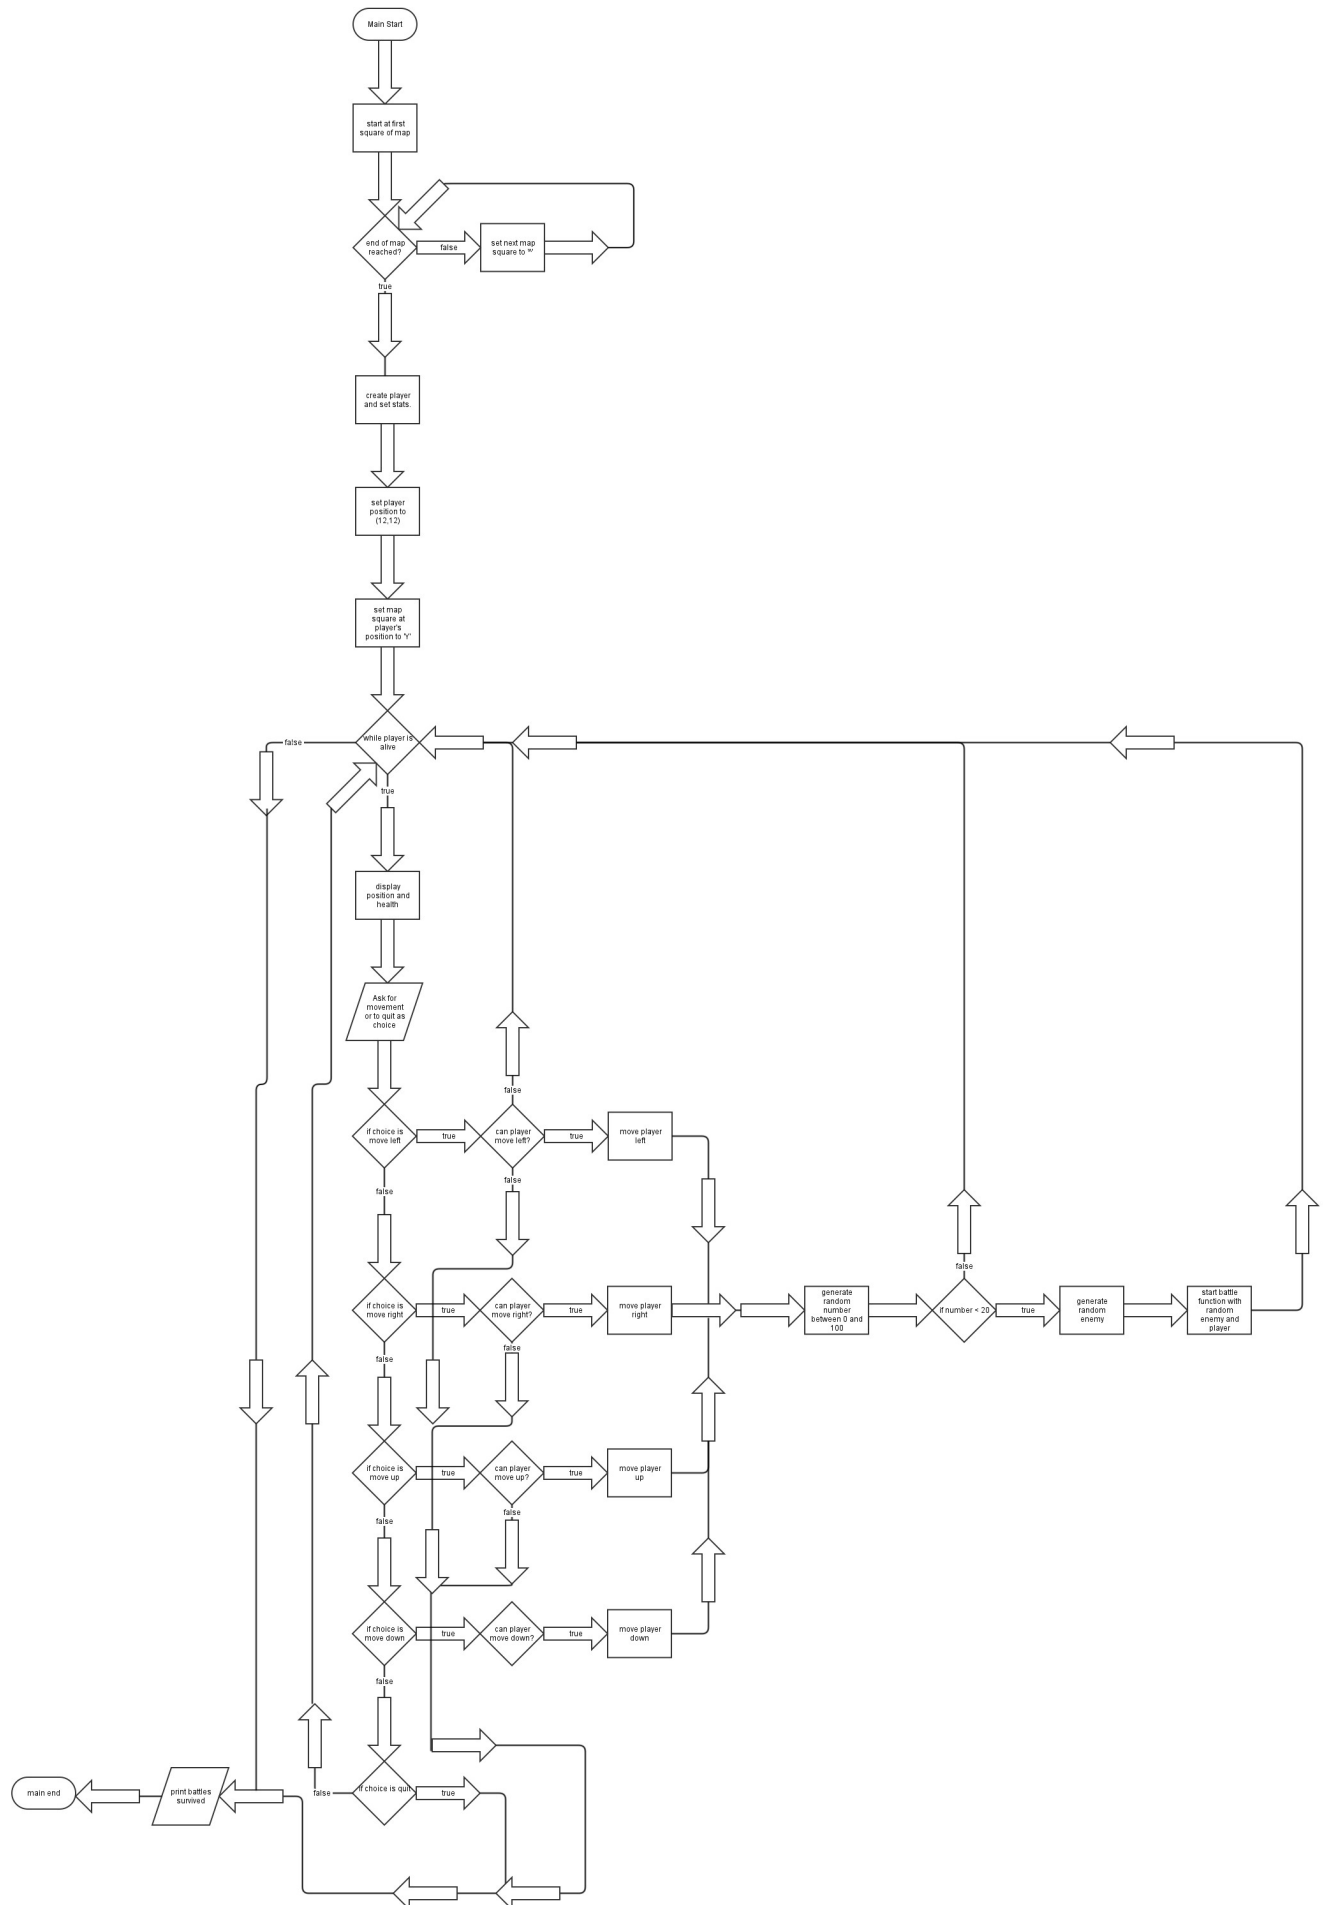 Main Start
start at first
square of map
end of map
reached?
false
set next map
square to '*'
true
create player
and set stats.
set player
position to
(12,12)
set map
square at
player's
position to 'Y'
false
while player is
alive
true
display
position and
health
Ask for
movement
or to quit as
choice
false
if choice is
move left
true
can player
move left?
true
move player
left
false
false
false
if choice is
move right
true
can player
move right?
true
move player
right
generate
random
number
between 0 and
100
if number < 20
true
generate
random
enemy
start battle
function with
random
enemy and
player
false
false
if choice is
move up
true
can player
move up?
true
move player
up
false
false
if choice is
move down
true
can player
move down?
true
move player
down
false
main end
print battles
survived
false
if choice is quit
true